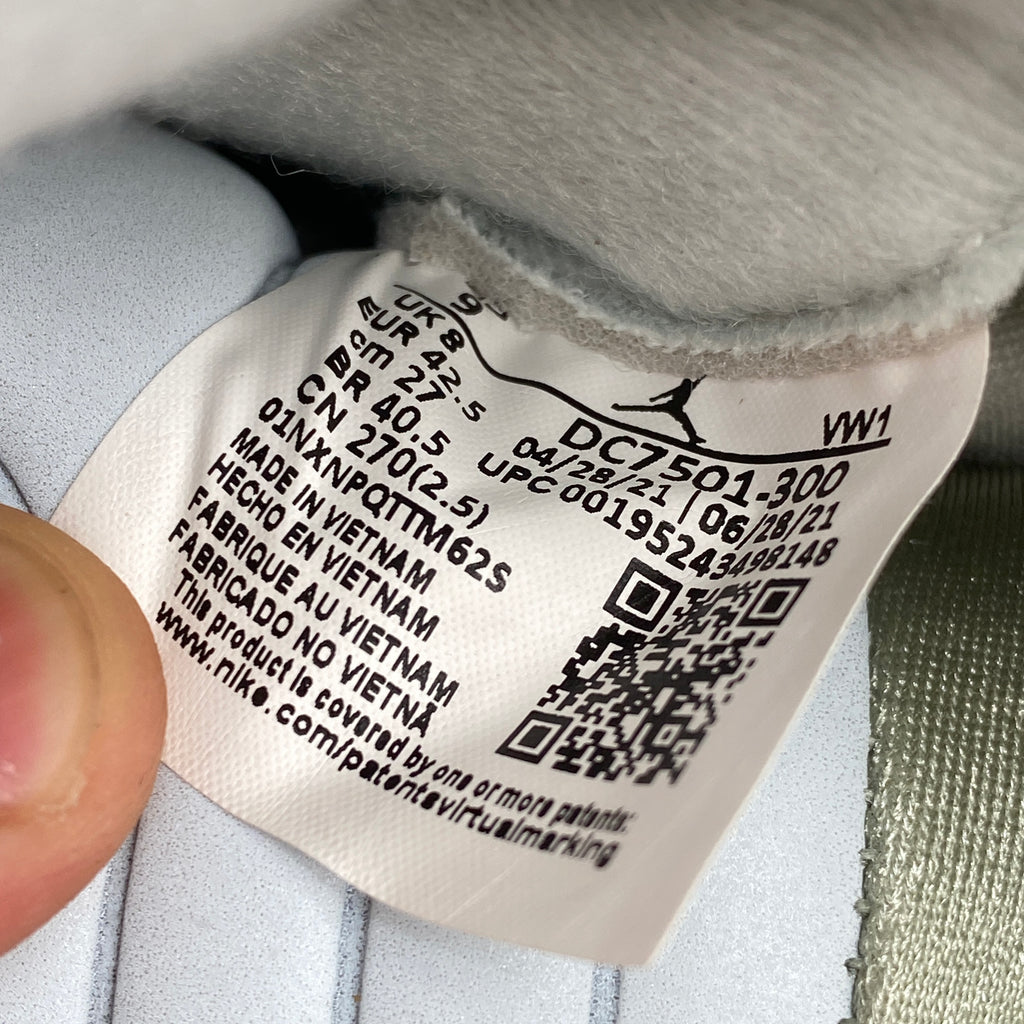 9
UK 8
EUR 42.5
cm 27
BR 40.5
CN 270(2.5)
01NXNPQTTM62S
MADE IN VIETNAM
HECHO EN VIETNAM
FABRIQUE AU VIETNAM
FABRICADO NO VIETNÃ
This product is covered by one or more patents:
www.nike.com/patentsvirtualmarking
VW1
DC7501-300
04/28/21 | 06/28/21
UPC 00195243498148